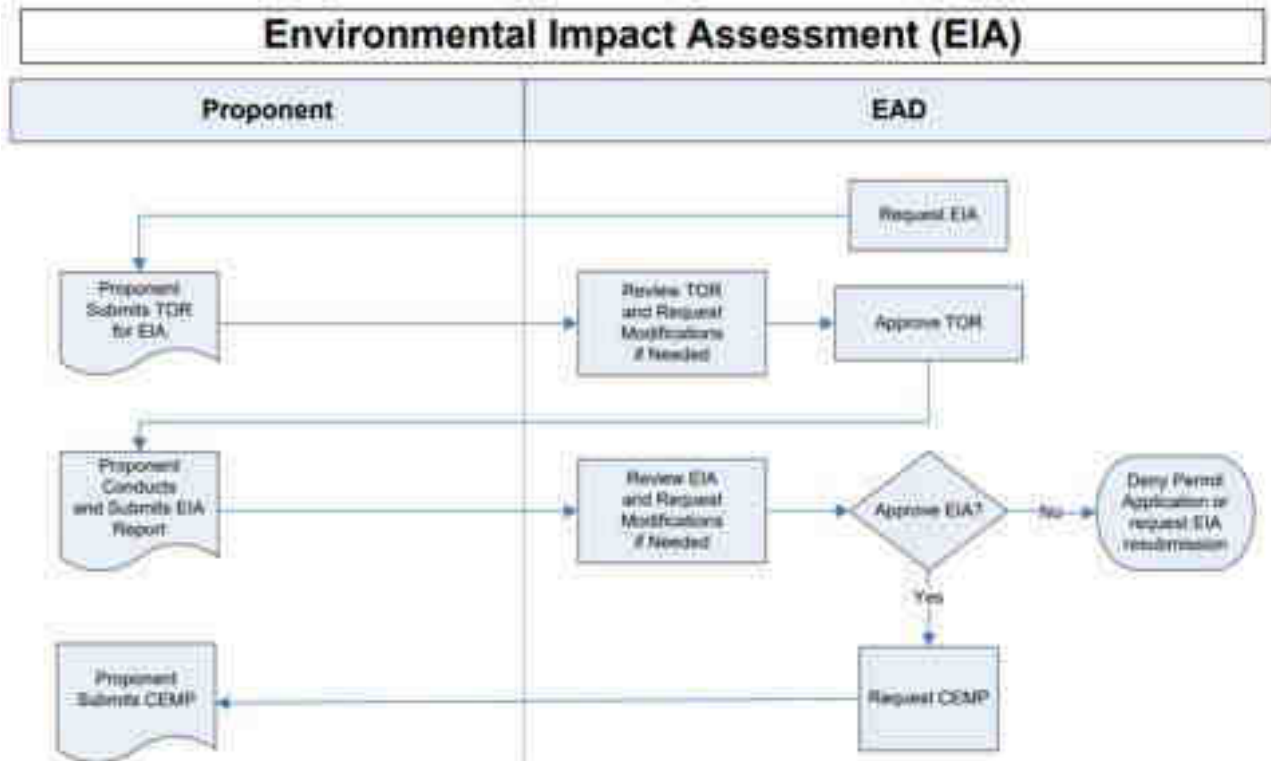 Environmental Impact Assessment (EIA)
Proponent
EAD
Request EIA
Proponent
Submits TOR
for EIA
Review TOR
and Request
Modifications
if Needed
Approve TOR
Proponent
Conducts
and Submits EIA
Report
Review EIA
and Request
Modifications
if Needed
Approve EIA?
No
Deny Permit
Application or
request EIA
resubmission
Yes
Proponent
Submits CEMP
Request CEMP